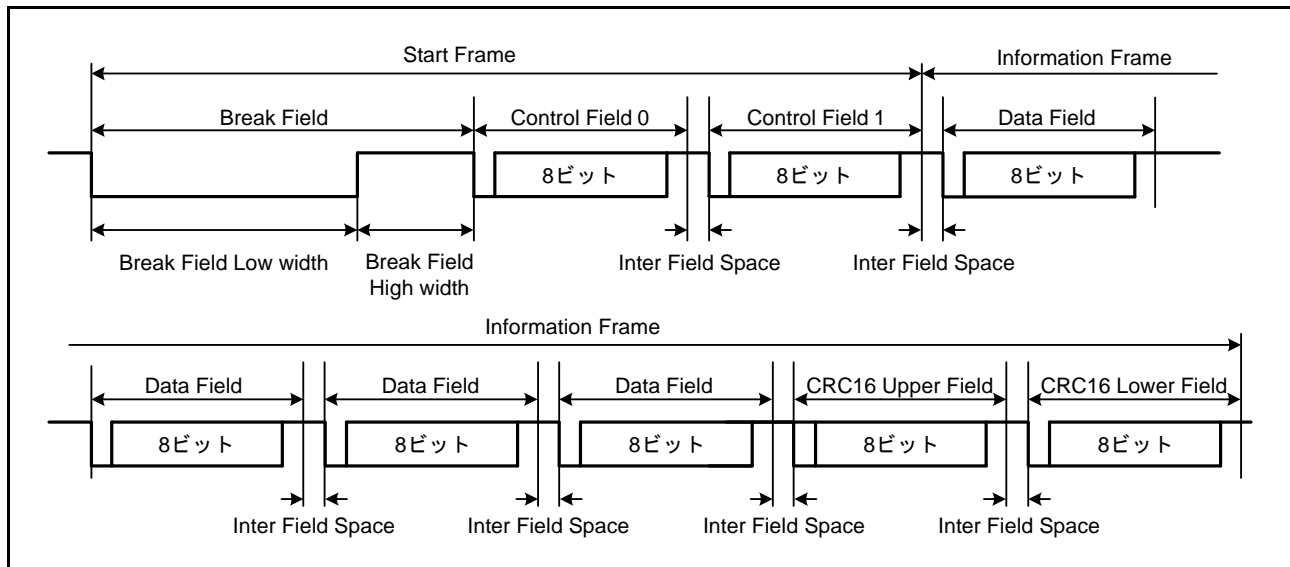 Start Frame
Information Frame
Break Field
Control Field 0
Control Field 1
Data Field
8ビット
8ビット
8ビット
Break Field Low width
Break Field
High width
Inter Field Space
Inter Field Space
Information Frame
Data Field
Data Field
Data Field
CRC16 Upper Field
CRC16 Lower Field
8ビット
8ビット
8ビット
8ビット
8ビット
Inter Field Space
Inter Field Space
Inter Field Space
Inter Field Space